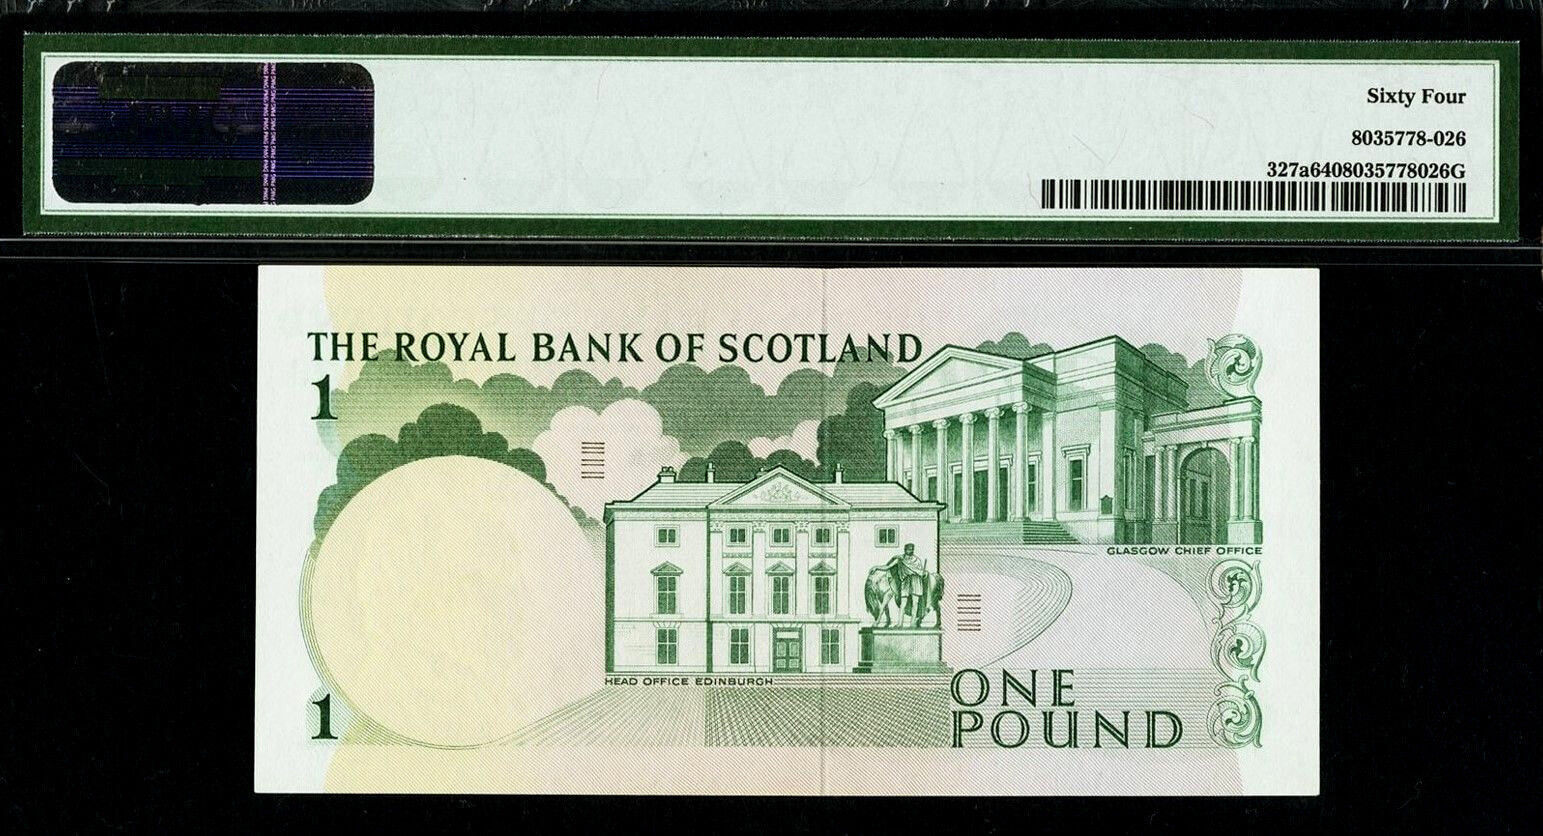 Sixty Four
8035778-026
327a6408035778026G
THE ROYAL BANK OF SCOTLAND
1
GLASGOW CHIEF OFFICE
HEAD OFFICE EDINBURGH
1
ONE
POUND